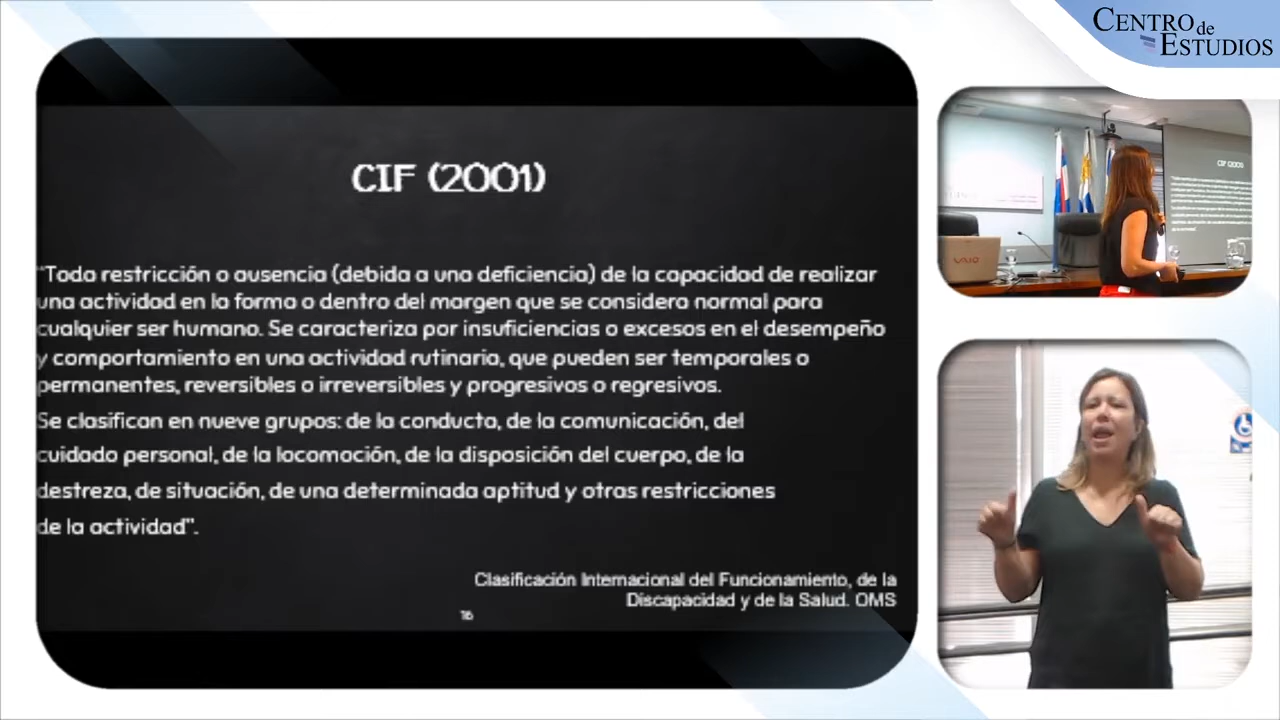 CENTRO de
ESTUDIOS
CIF (2001)
"Toda restricción o ausencia (debida a una deficiencia) de la capacidad de realizar
una actividad en la forma o dentro del margen que se considera normal para
cualquier ser humano. Se caracteriza por insuficiencias o excesos en el desempeño
y comportamiento en una actividad rutinaria, que pueden ser temporales o
permanentes, reversibles o irreversibles y progresivos o regresivos.
Se clasifican en nueve grupos: de la conducta, de la comunicación, del
cuidado personal, de la locomoción, de la disposición del cuerpo, de la
destreza, de situación, de una determinada aptitud y otras restricciones
de la actividad".
Clasificación Internacional del Funcionamiento, de la
Discapacidad y de la Salud. OMS
16
CIF (2001)
VAIO